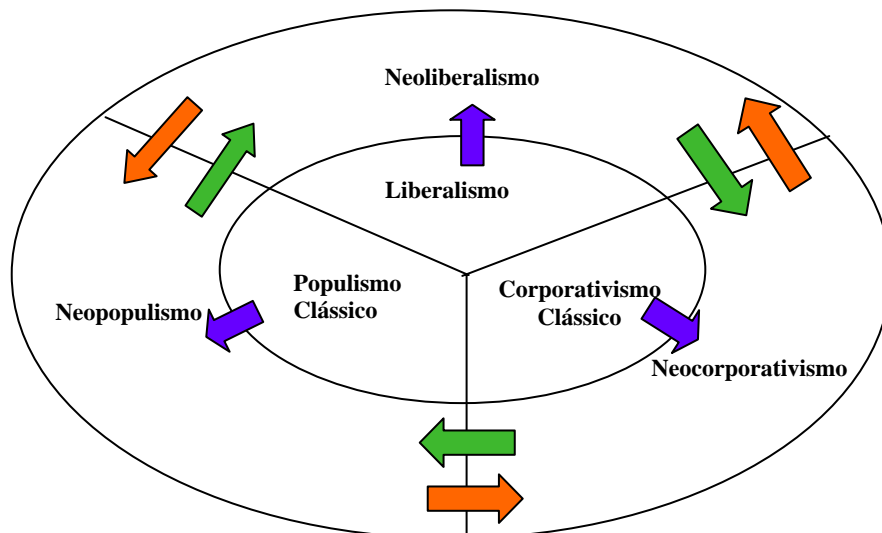 Neoliberalismo
Liberalismo
Populismo
Clássico
Corporativismo
Clássico
Neopopulismo
Neocorporativismo